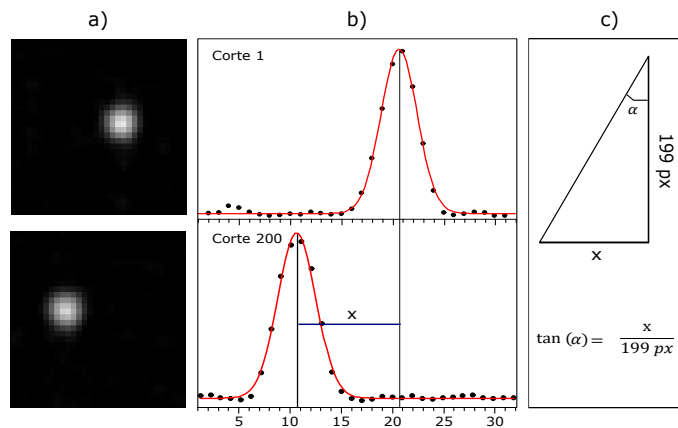 a)
b)
c)
Corte 1
Corte 200
x
5 10 15 20 25 30
α
199 px
x
tan (α) = x / 199 px